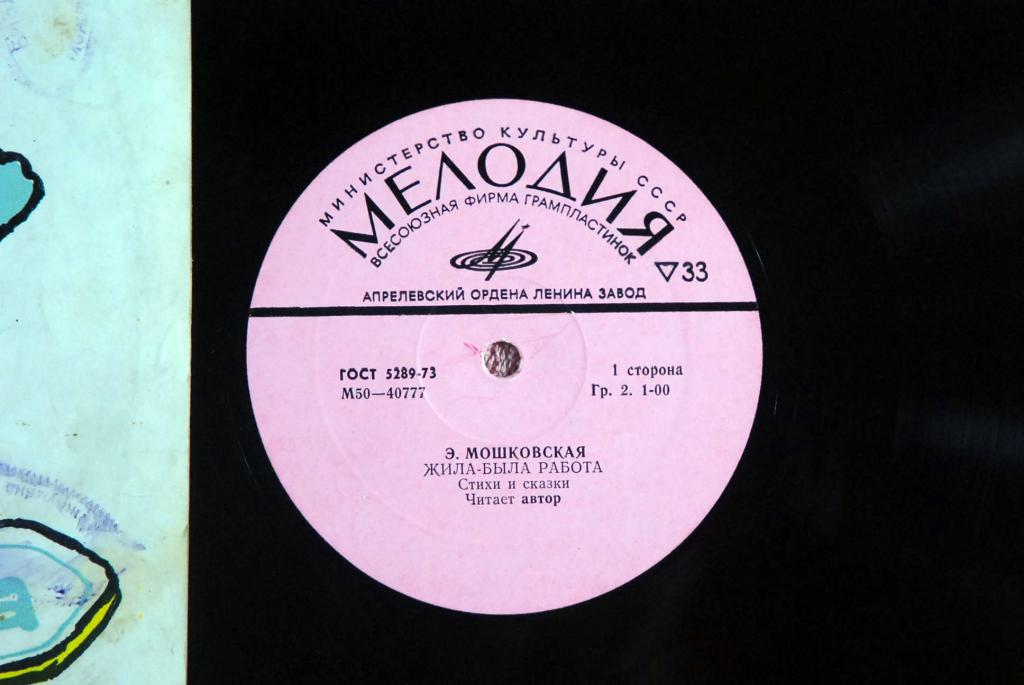 МИНИСТЕРСТВО КУЛЬТУРЫ СССР
МЕЛОДИЯ
ВСЕСОЮЗНАЯ ФИРМА ГРАМПЛАСТИНОК
▽33
АПРЕЛЕВСКИЙ ОРДЕНА ЛЕНИНА ЗАВОД
ГОСТ 5289-73
М50—40777
1 сторона
Гр. 2. 1-00
Э. МОШКОВСКАЯ
ЖИЛА-БЫЛА РАБОТА
Стихи и сказки
Читает автор
а